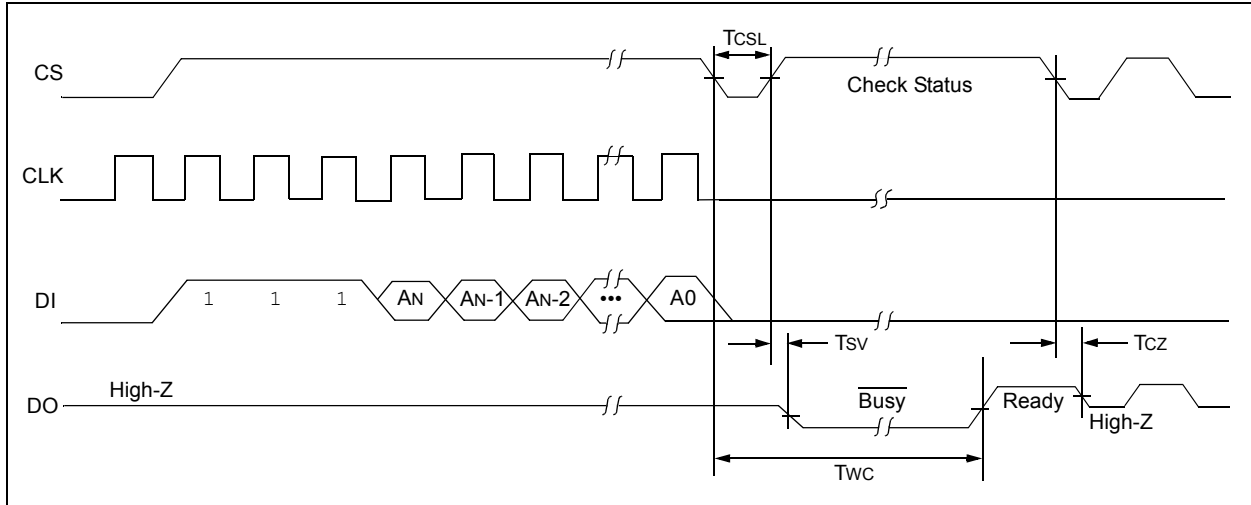 TCSL
CS
Check Status
CLK
DI 1 1 1 AN AN-1 AN-2 ••• A0
TSV
TCZ
High-Z
DO
Busy
Ready
High-Z
TWC